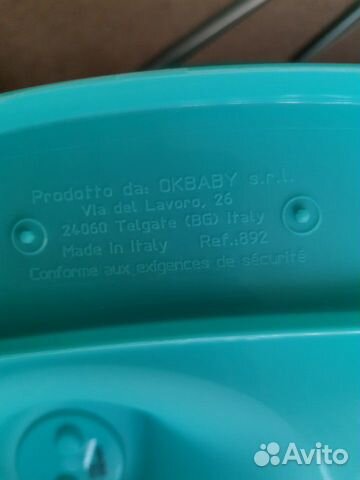 Prodotto da: OKBABY s.r.l.
Via del Lavoro, 26
24060 Telgate (BG) Italy
Made in Italy Ref.:892
Conforme aux exigences de sécurité
Avito